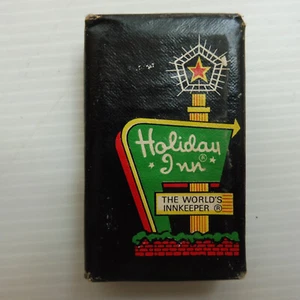 Holiday
Inn®
THE WORLD'S
INNKEEPER ®